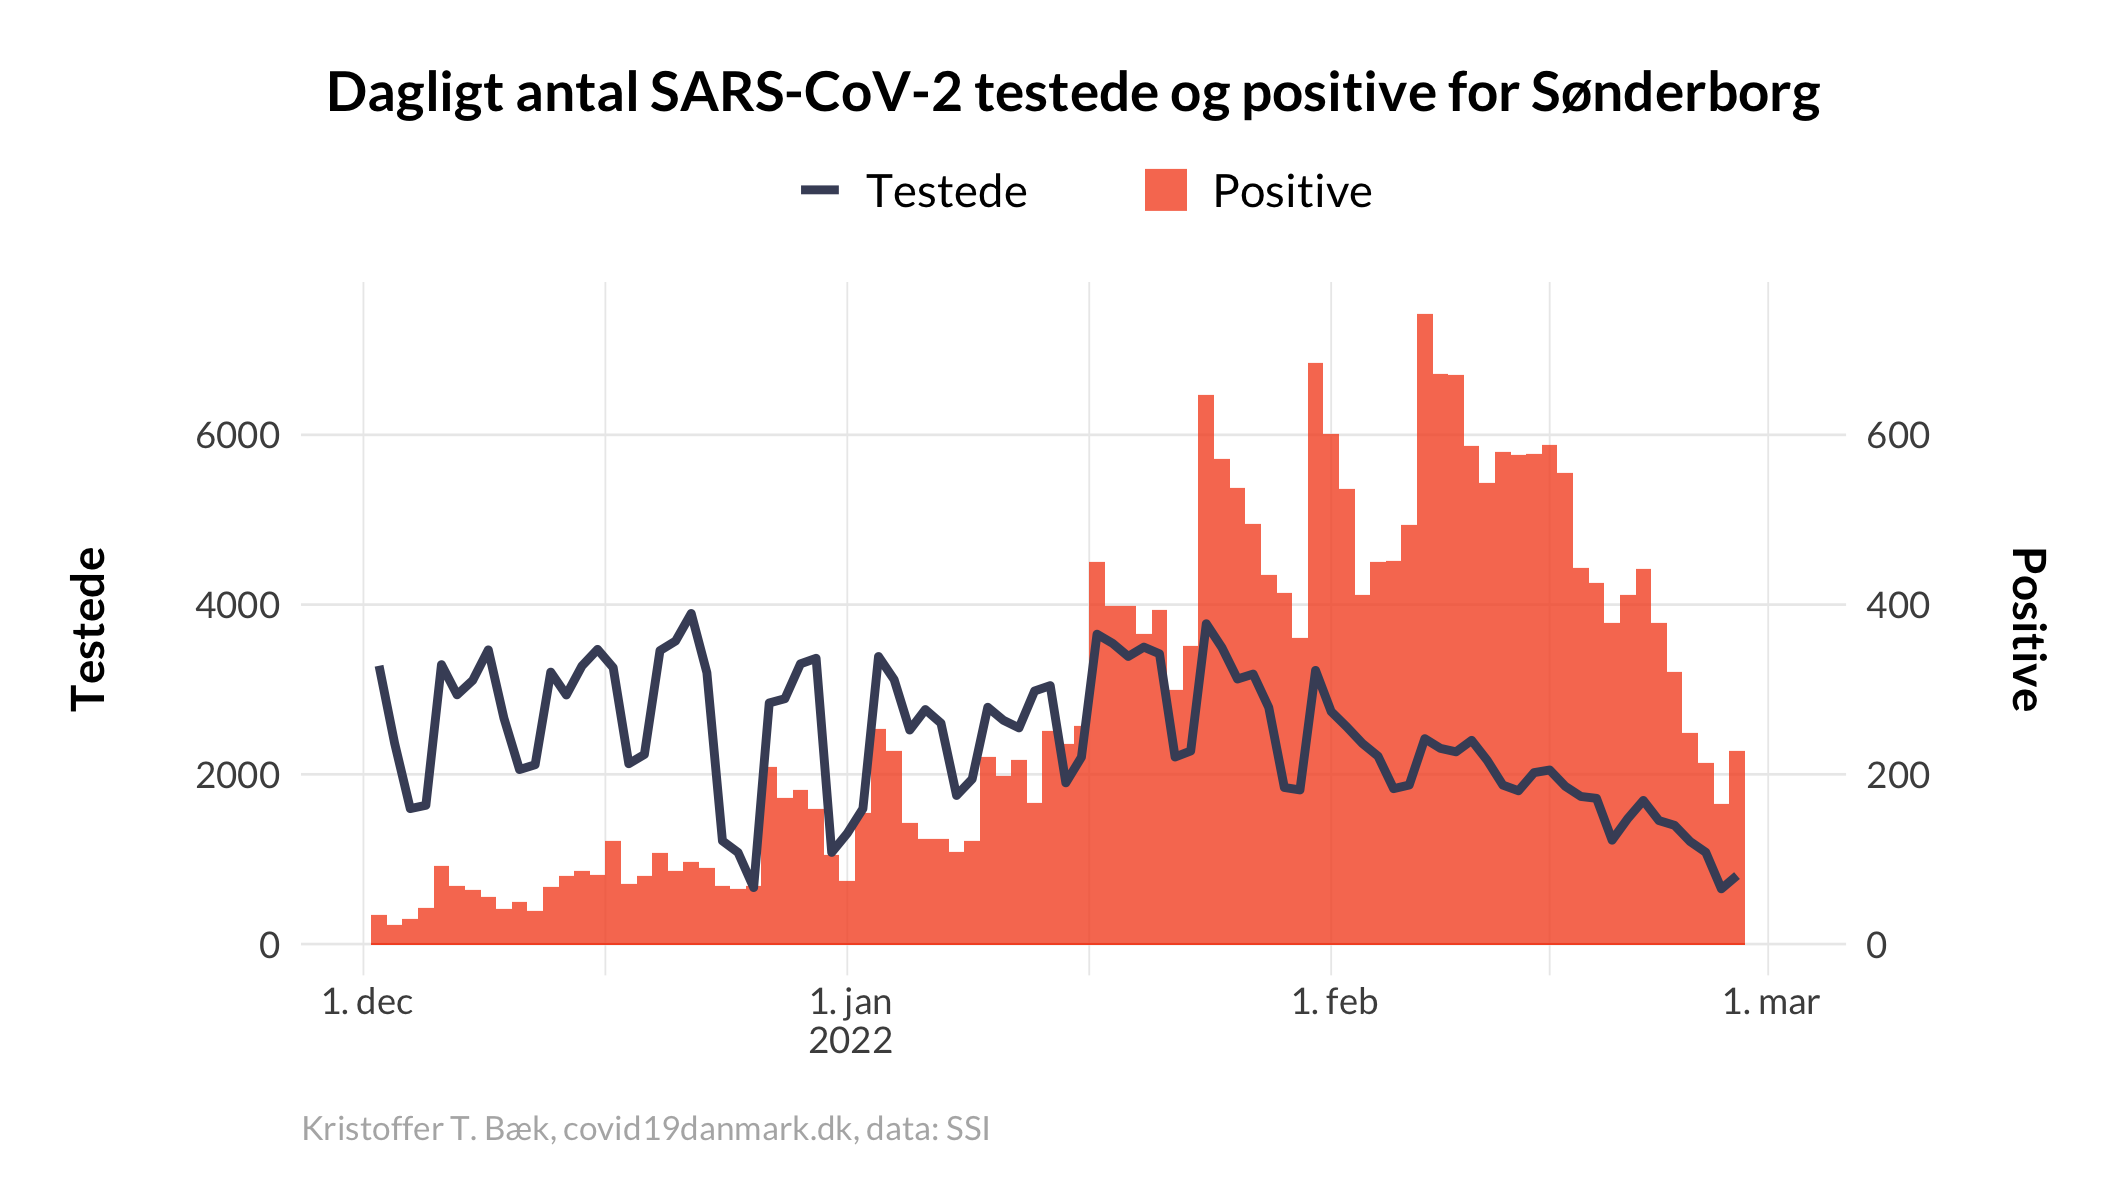 Dagligt antal SARS-CoV-2 testede og positive for Sønderborg
Testede
Positive
Testede
6000
4000
2000
0
600
400
200
0
Positive
1. dec
1. jan
2022
1. feb
1. mar
Kristoffer T. Bæk, covid19danmark.dk, data: SSI